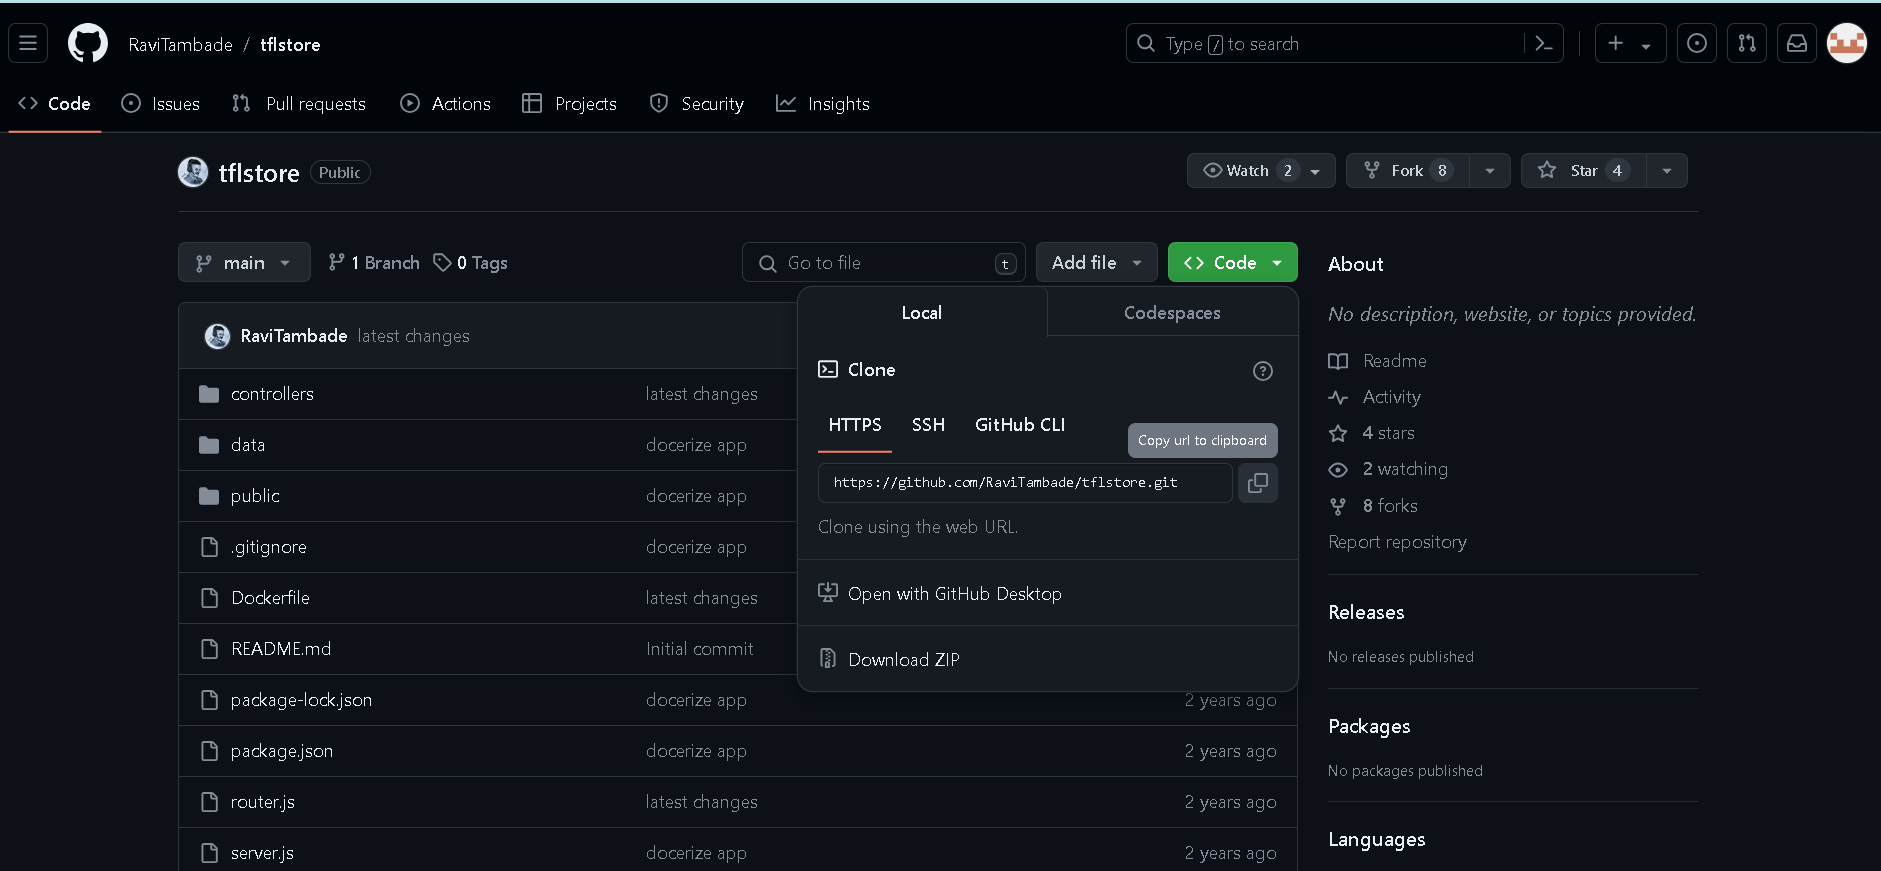 RaviTambade / tflstore
Type / to search
Code Issues Pull requests Actions Projects Security Insights
tflstore Public
Watch 2 Fork 8 Star 4
main 1 Branch 0 Tags
Go to file t Add file Code
RaviTambade latest changes
controllers latest changes
data docerize app
public docerize app
.gitignore docerize app
Dockerfile latest changes
README.md Initial commit
package-lock.json docerize app 2 years ago
package.json docerize app 2 years ago
router.js latest changes 2 years ago
server.js docerize app 2 years ago
Local Codespaces
Clone
HTTPS SSH GitHub CLI
Copy url to clipboard
https://github.com/RaviTambade/tflstore.git
Clone using the web URL.
Open with GitHub Desktop
Download ZIP
About
No description, website, or topics provided.
Readme
Activity
4 stars
2 watching
8 forks
Report repository
Releases
No releases published
Packages
No packages published
Languages